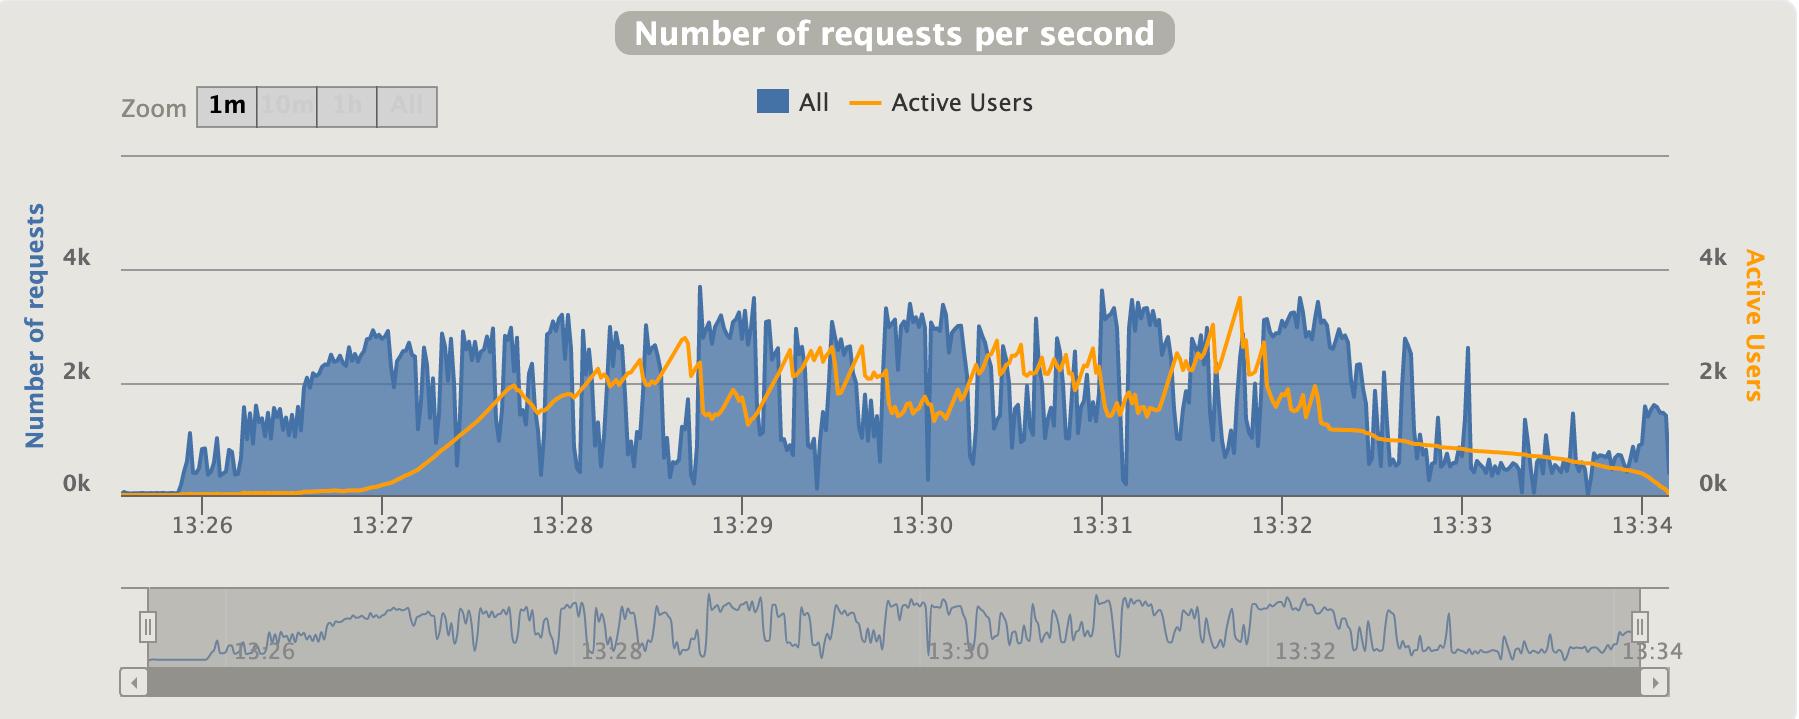 Number of requests per second
Zoom 1m 10m 1h All
All Active Users
Number of requests
4k
2k
0k
4k
2k
0k
Active Users
13:26 13:27 13:28 13:29 13:30 13:31 13:32 13:33 13:34
13:26 13:28 13:30 13:32 13:34